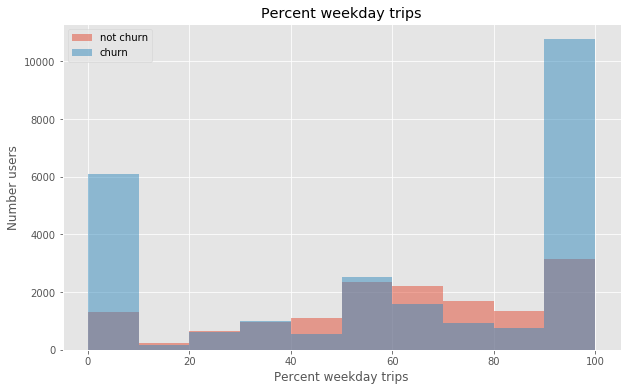 Percent weekday trips
not churn
churn
Number users
10000
8000
6000
4000
2000
0
0 20 40 60 80 100
Percent weekday trips